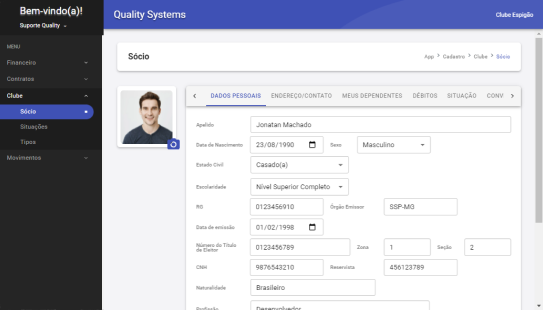 Bem-vindo(a)!
Suporte Quality
Quality Systems
Clube Espigão
MENU
Financeiro
Contratos
Clube
Sócio
Situações
Tipos
Movimentos
Sócio
App > Cadastro > Clube > Sócio
DADOS PESSOAIS ENDEREÇO/CONTATO MEUS DEPENDENTES DÉBITOS SITUAÇÃO CONV
Apelido Jonatan Machado
Data de Nascimento 23/08/1990 Sexo Masculino
Estado Civil Casado(a)
Escolaridade Nível Superior Completo
RG 0123456910 Órgão Emissor SSP-MG
Data de emissão 01/02/1998
Número do Título de Eleitor 0123456789 Zona 1 Seção 2
CNH 9876543210 Reservista 456123789
Naturalidade Brasileiro
Profissão Desenvolvedor